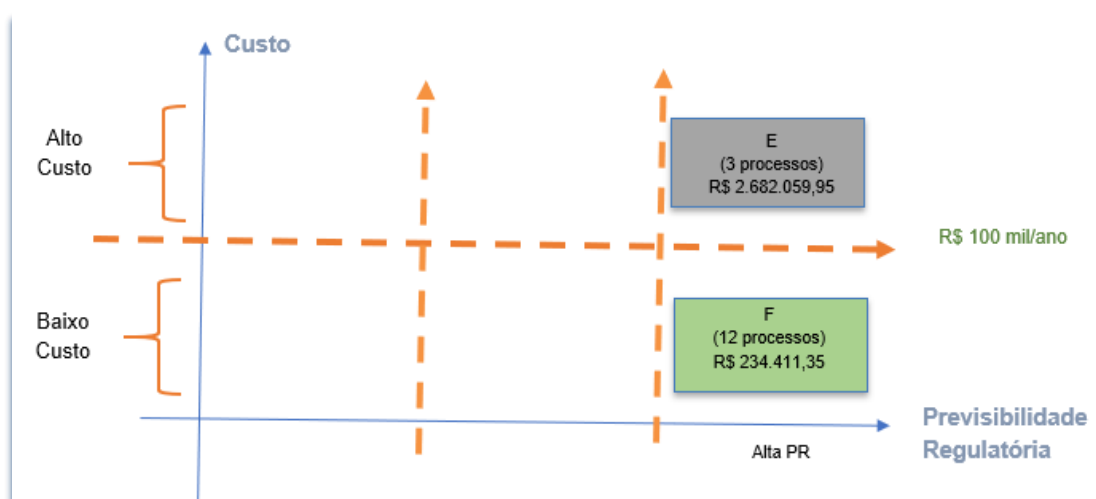 Custo
Alto
Custo
E
(3 processos)
R$ 2.682.059,95
R$ 100 mil/ano
Baixo
Custo
F
(12 processos)
R$ 234.411,35
Previsibilidade
Regulatória
Alta PR